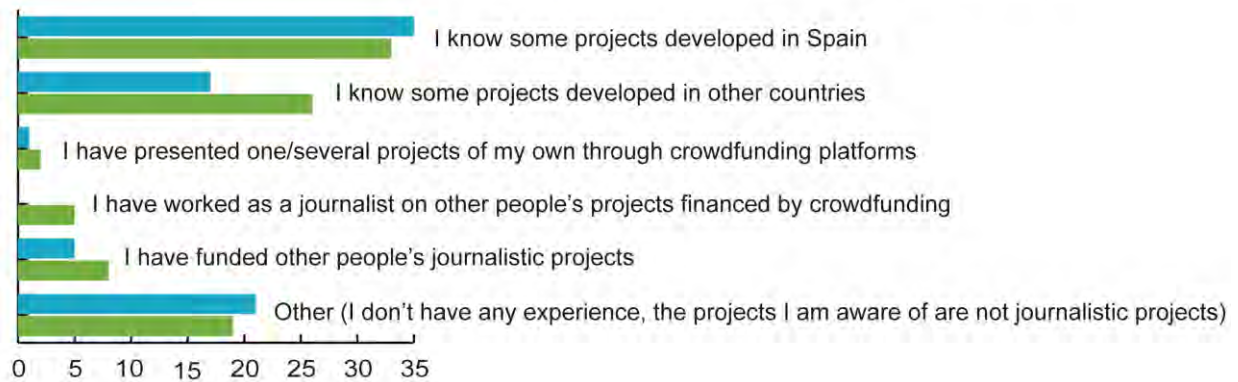 I know some projects developed in Spain
I know some projects developed in other countries
I have presented one/several projects of my own through crowdfunding platforms
I have worked as a journalist on other people’s projects financed by crowdfunding
I have funded other people’s journalistic projects
Other (I don’t have any experience, the projects I am aware of are not journalistic projects)
0 5 10 15 20 25 30 35